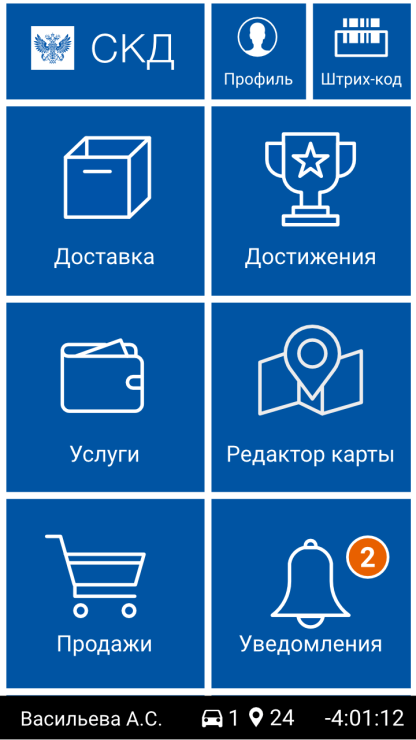 СКД
Профиль
Штрих-код
Доставка
Достижения
Услуги
Редактор карты
2
Продажи
Уведомления
Васильева А.С. 1 24 -4:01:12